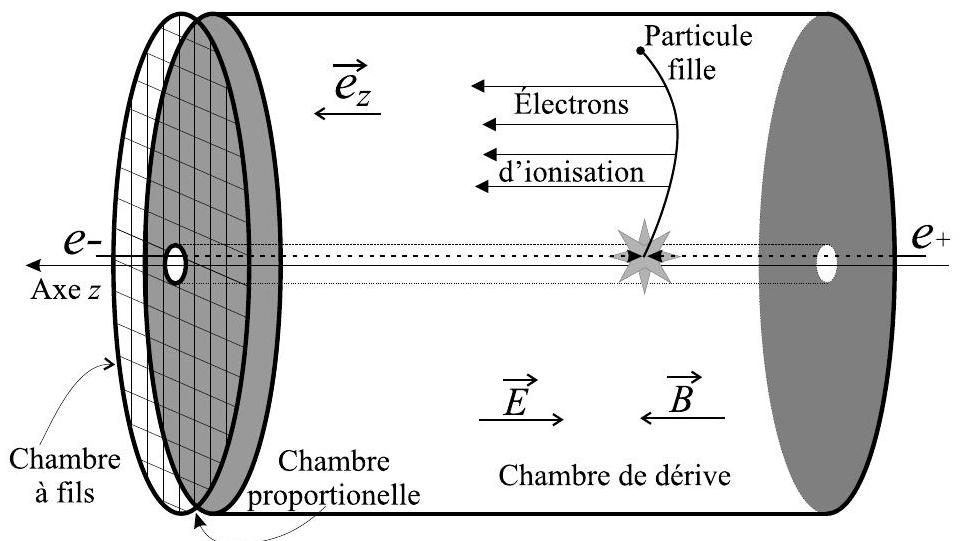 Particule
fille
e_z
Électrons
d'ionisation
e-
e+
Axe z
E
B
Chambre
à fils
Chambre
proportionelle
Chambre de dérive